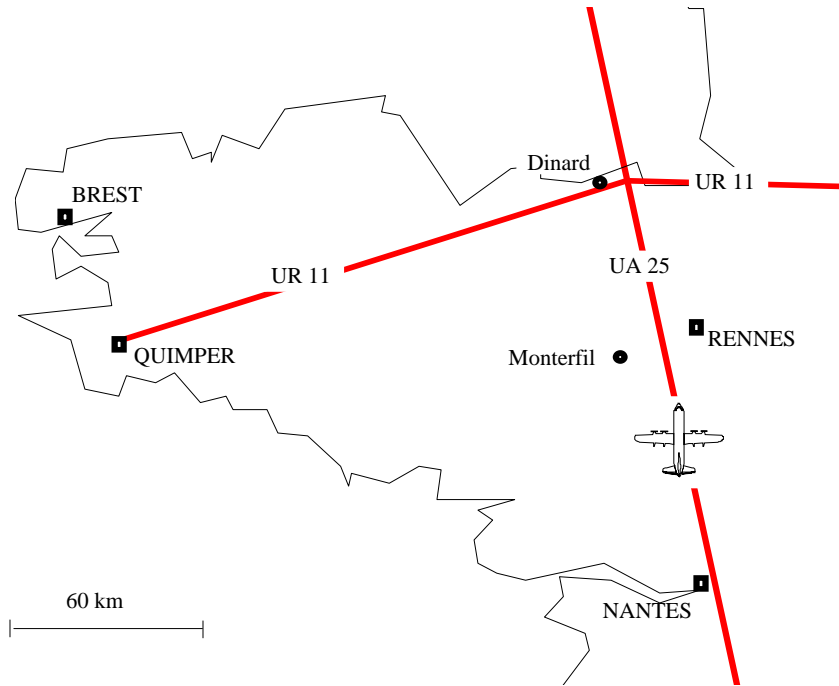 Dinard
UR 11
BREST
UR 11
UA 25
RENNES
QUIMPER
Monterfil
60 km
NANTES